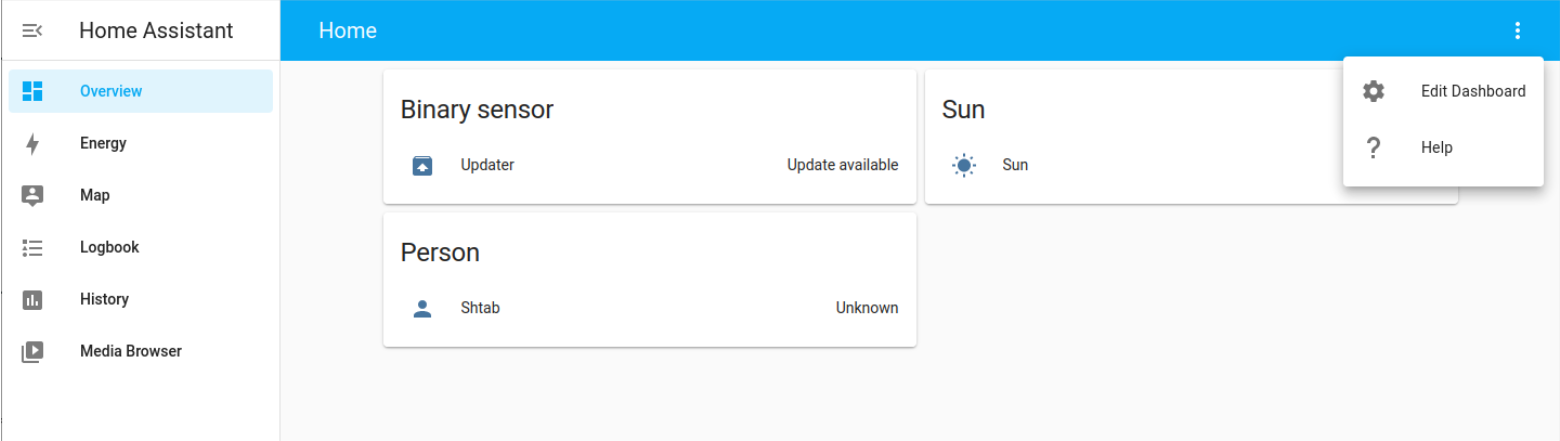 Home Assistant
Home
Overview
Energy
Map
Logbook
History
Media Browser
Binary sensor
Updater Update available
Sun
Sun
Person
Shtab Unknown
Edit Dashboard
Help